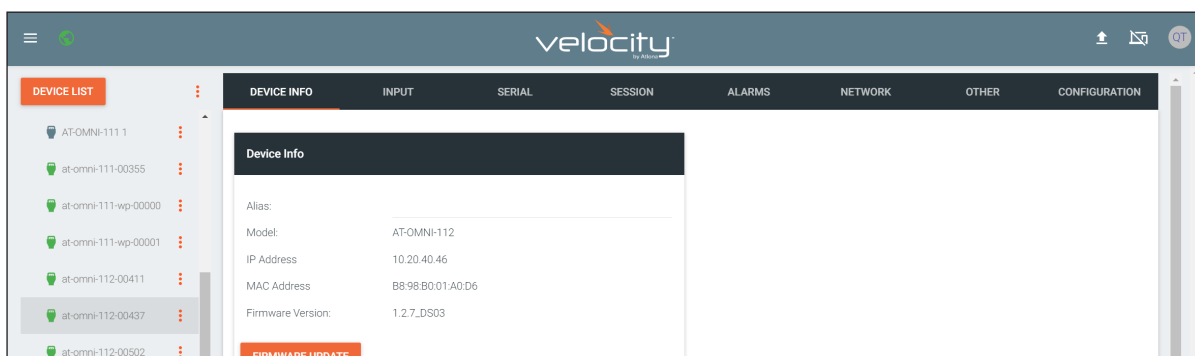 velocity
by Atlona
QT
DEVICE LIST
DEVICE INFO INPUT SERIAL SESSION ALARMS NETWORK OTHER CONFIGURATION
AT-OMNI-111 1
at-omni-111-00355
at-omni-111-wp-00000
at-omni-111-wp-00001
at-omni-112-00411
at-omni-112-00437
at-omni-112-00502
Device Info
Alias:
Model: AT-OMNI-112
IP Address 10.20.40.46
MAC Address B8:98:B0:01:A0:D6
Firmware Version: 1.2.7_DS03
FIRMWARE UPDATE